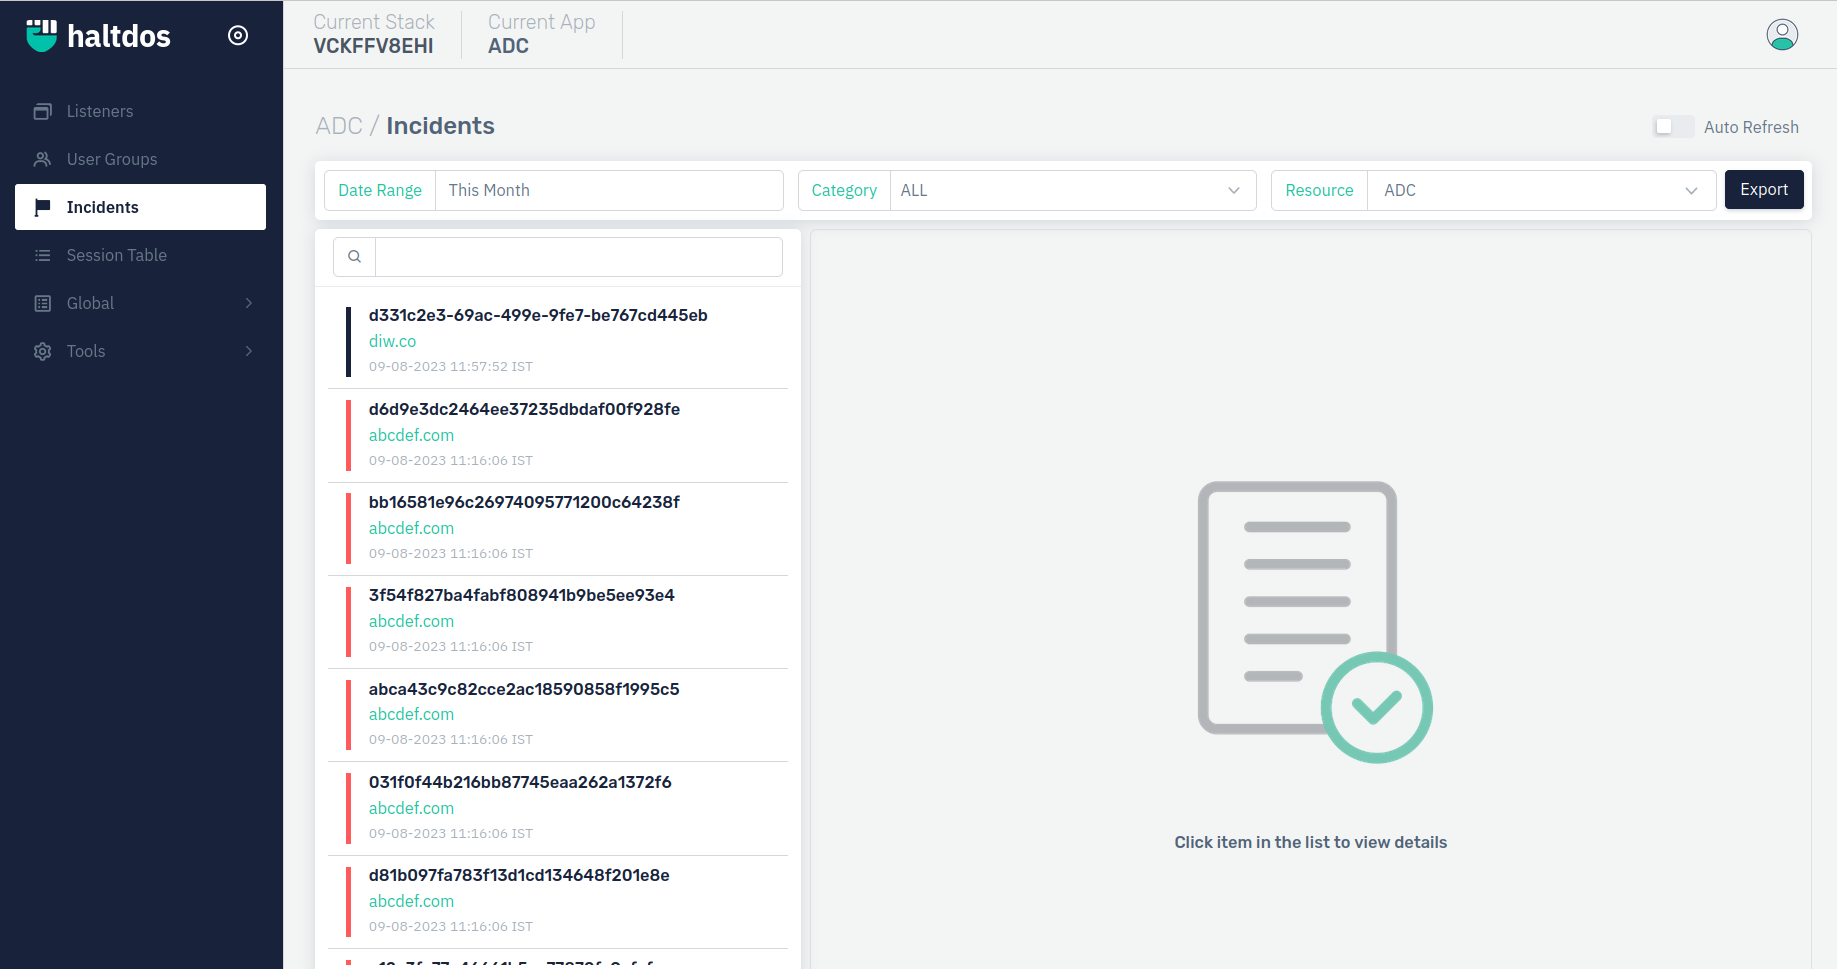 haltdos
Current Stack
VCKFFV8EHI
Current App
ADC
Listeners
User Groups
Incidents
Session Table
Global
Tools
ADC / Incidents
Auto Refresh
Date Range This Month
Category ALL
Resource ADC
Export
d331c2e3-69ac-499e-9fe7-be767cd445eb
diw.co
09-08-2023 11:57:52 IST
d6d9e3dc2464ee37235dbdaf00f928fe
abcdef.com
09-08-2023 11:16:06 IST
bb16581e96c26974095771200c64238f
abcdef.com
09-08-2023 11:16:06 IST
3f54f827ba4fabf808941b9be5ee93e4
abcdef.com
09-08-2023 11:16:06 IST
abca43c9c82cce2ac18590858f1995c5
abcdef.com
09-08-2023 11:16:06 IST
031f0f44b216bb87745eaa262a1372f6
abcdef.com
09-08-2023 11:16:06 IST
d81b097fa783f13d1cd134648f201e8e
abcdef.com
09-08-2023 11:16:06 IST
Click item in the list to view details